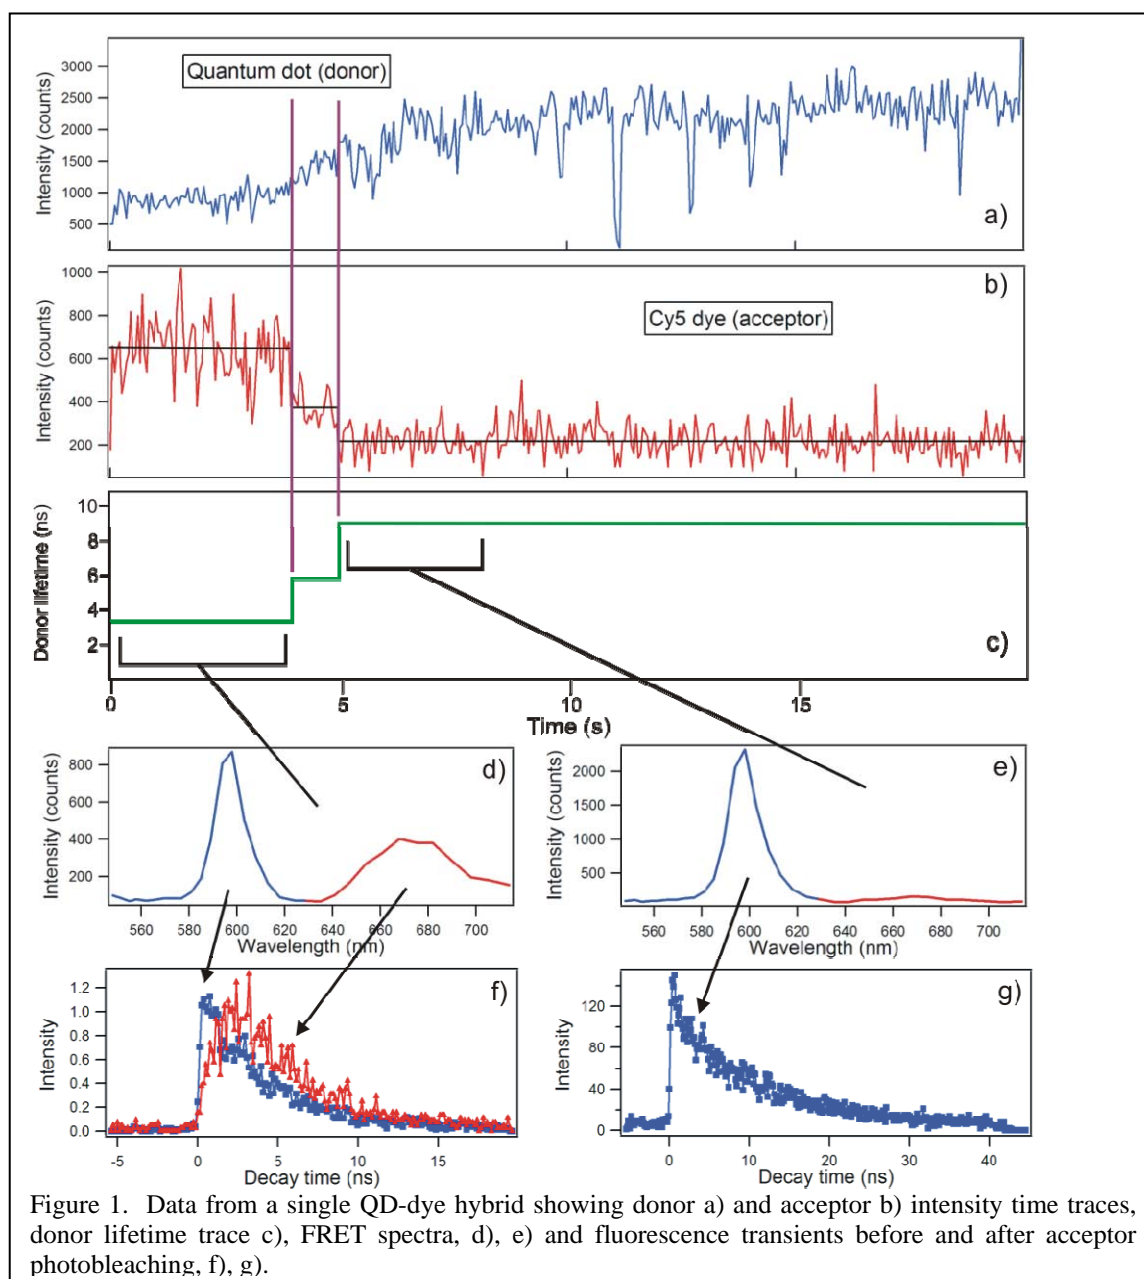 Quantum dot (donor)
Intensity (counts)
3000
2500
2000
1500
1000
500
a)
b)
Cy5 dye (acceptor)
Intensity (counts)
1000
800
600
400
200
Donor lifetime (ns)
10
8
6
4
2
c)
0 5 10 15
Time (s)
d)
Intensity (counts)
800
600
400
200
560 580 600 620 640 660 680 700
Wavelength (nm)
e)
Intensity (counts)
2000
1500
1000
500
560 580 600 620 640 660 680 700
Wavelength (nm)
f)
Intensity
1.2
1.0
0.8
0.6
0.4
0.2
0.0
-5 0 5 10 15
Decay time (ns)
g)
Intensity
120
80
40
0
0 10 20 30 40
Decay time (ns)
Figure 1. Data from a single QD-dye hybrid showing donor a) and acceptor b) intensity time traces,
donor lifetime trace c), FRET spectra, d), e) and fluorescence transients before and after acceptor
photobleaching, f), g).